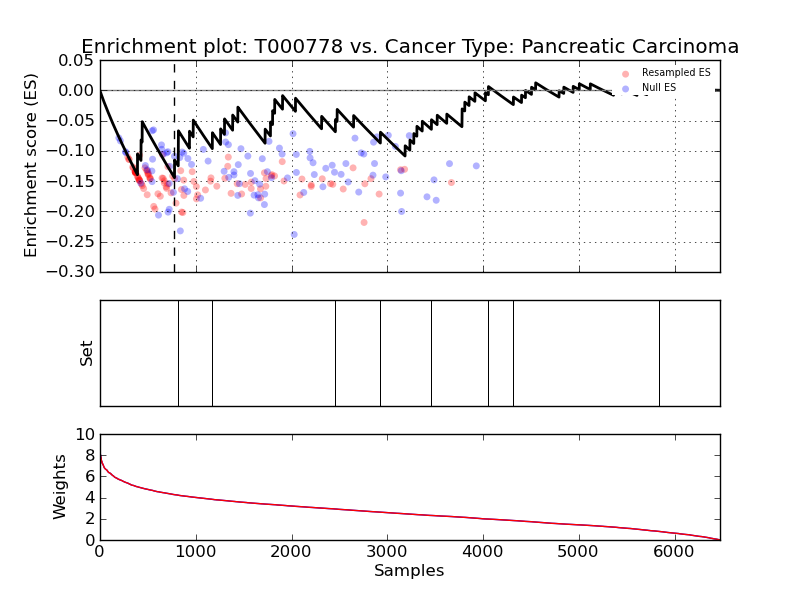 Enrichment plot: T000778 vs. Cancer Type: Pancreatic Carcinoma
Enrichment score (ES)
0.05
0.00
−0.05
−0.10
−0.15
−0.20
−0.25
−0.30
Resampled ES
Null ES
Set
Weights
10
8
6
4
2
0
0 1000 2000 3000 4000 5000 6000
Samples